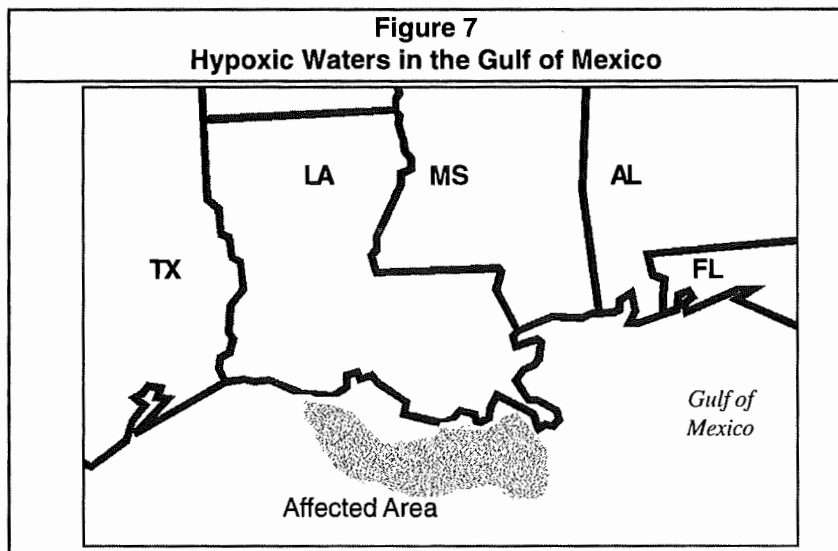 Figure 7
Hypoxic Waters in the Gulf of Mexico
LA
MS
AL
TX
FL
Gulf of
Mexico
Affected Area